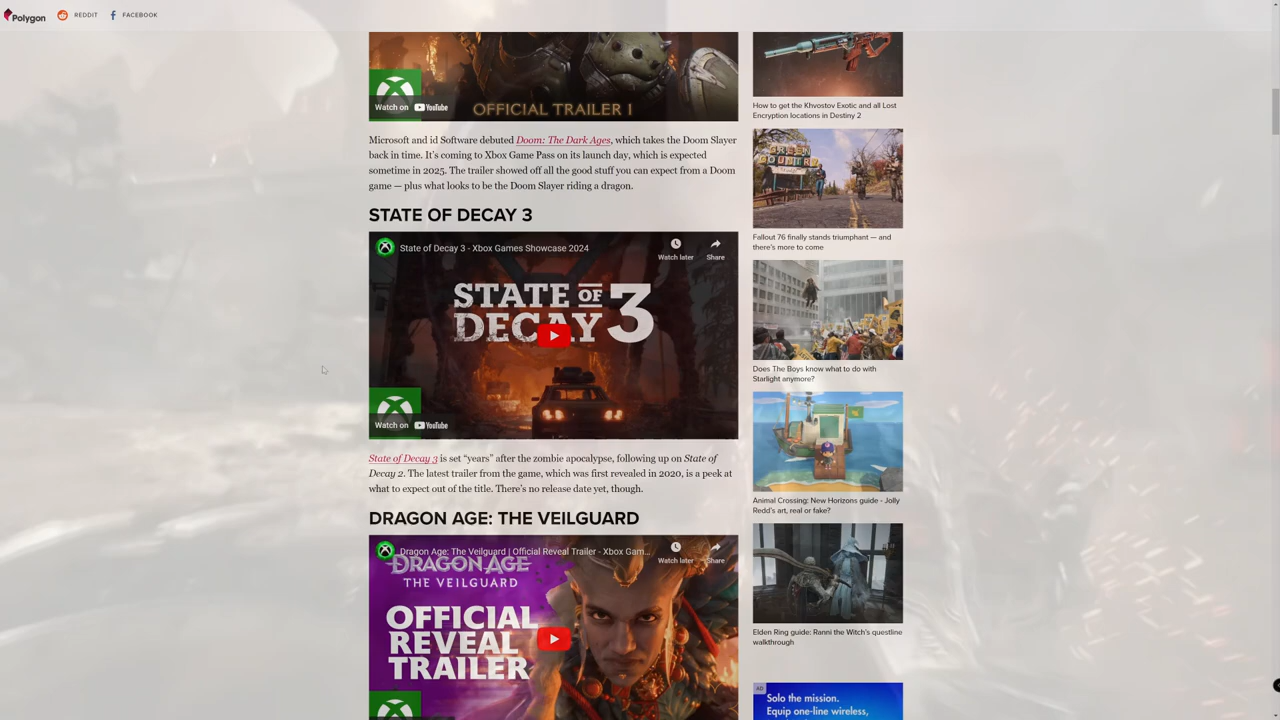 Polygon
REDDIT
FACEBOOK
Watch on YouTube
OFFICIAL TRAILER 1
Microsoft and id Software debuted Doom: The Dark Ages, which takes the Doom Slayer
back in time. It's coming to Xbox Game Pass on its launch day, which is expected
sometime in 2025. The trailer showed off all the good stuff you can expect from a Doom
game — plus what looks to be the Doom Slayer riding a dragon.
STATE OF DECAY 3
State of Decay 3 - Xbox Games Showcase 2024
Watch later
Share
STATE OF
DECAY 3
Watch on YouTube
State of Decay 3 is set “years” after the zombie apocalypse, following up on State of
Decay 2. The latest trailer from the game, which was first revealed in 2020, is a peek at
what to expect out of the title. There's no release date yet, though.
DRAGON AGE: THE VEILGUARD
Dragon Age: The Veilguard | Official Reveal Trailer - Xbox Gam...
Watch later
Share
DRAGON AGE
THE VEILGUARD
OFFICIAL
REVEAL
TRAILER
How to get the Khvostov Exotic and all Lost
Encryption locations in Destiny 2
GREEN
COUNTRY
Fallout 76 finally stands triumphant — and
there's more to come
Does The Boys know what to do with
Starlight anymore?
Animal Crossing: New Horizons guide - Jolly
Redd's art, real or fake?
Elden Ring guide: Ranni the Witch's questline
walkthrough
AD
Solo the mission.
Equip one-line wireless,